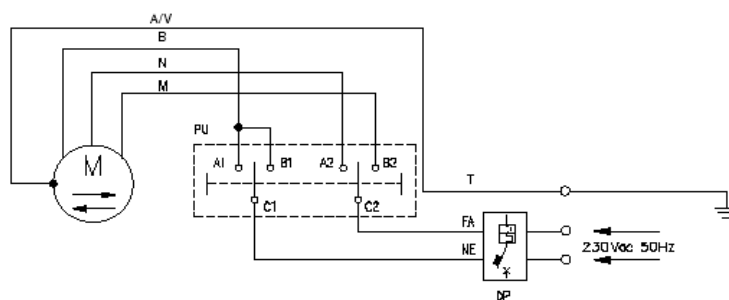 A/V
B
N
M
PU
A1 B1 A2 B2
M
T
C1 C2
FA
NE
230Vac 50Hz
DP